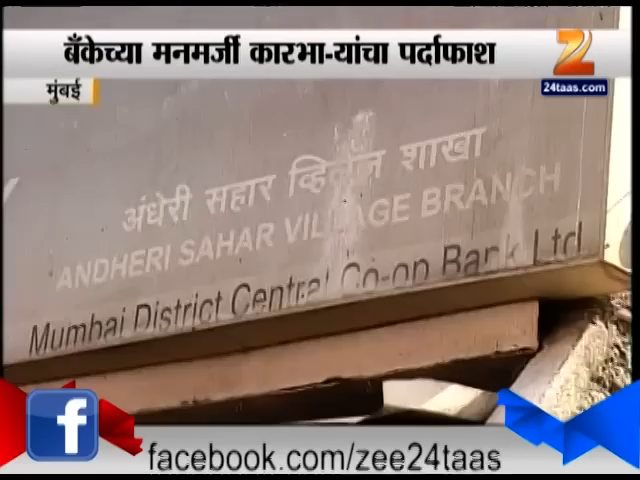 बँकेच्या मनमर्जी कारभा-यांचा पर्दाफाश
24taas.com
मुंबई
अंधेरी सहार व्हिलेज शाखा
ANDHERI SAHAR VILLAGE BRANCH
Mumbai District Central Co-op Bank Ltd
f facebook.com/zee24taas